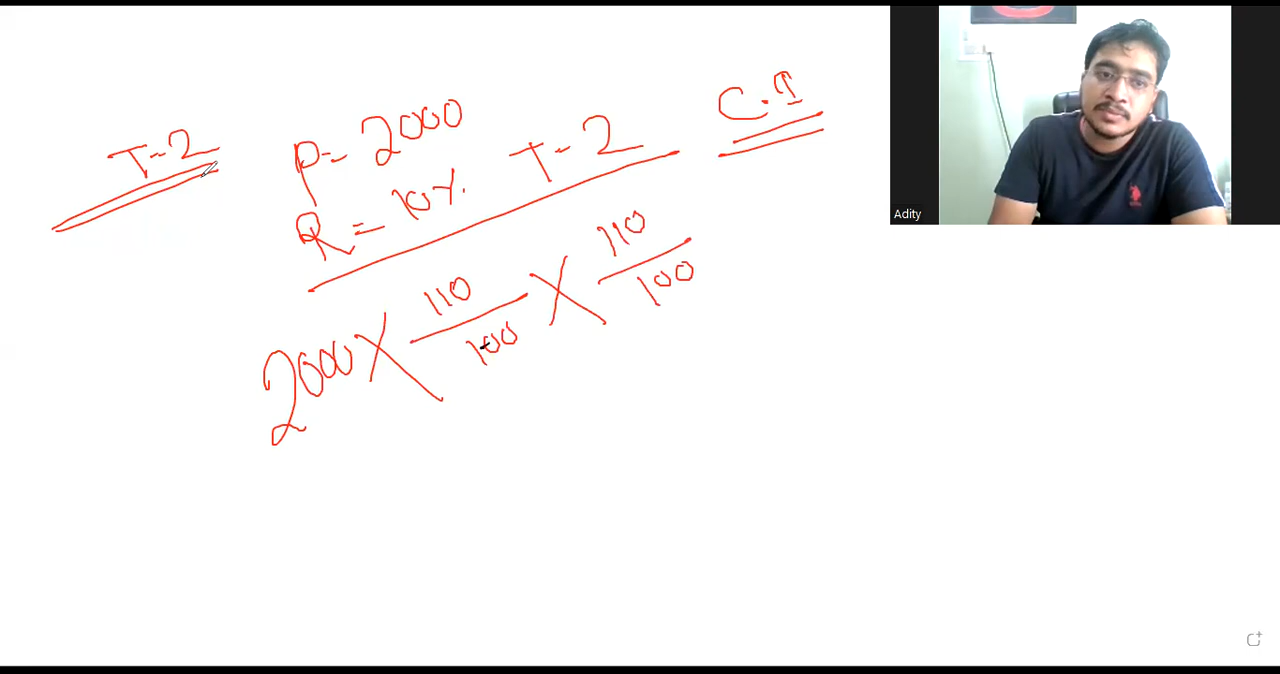 T-2
P= 2000
R = 10%
T-2
C.I
2000 X 110/100 X 110/100
Adity